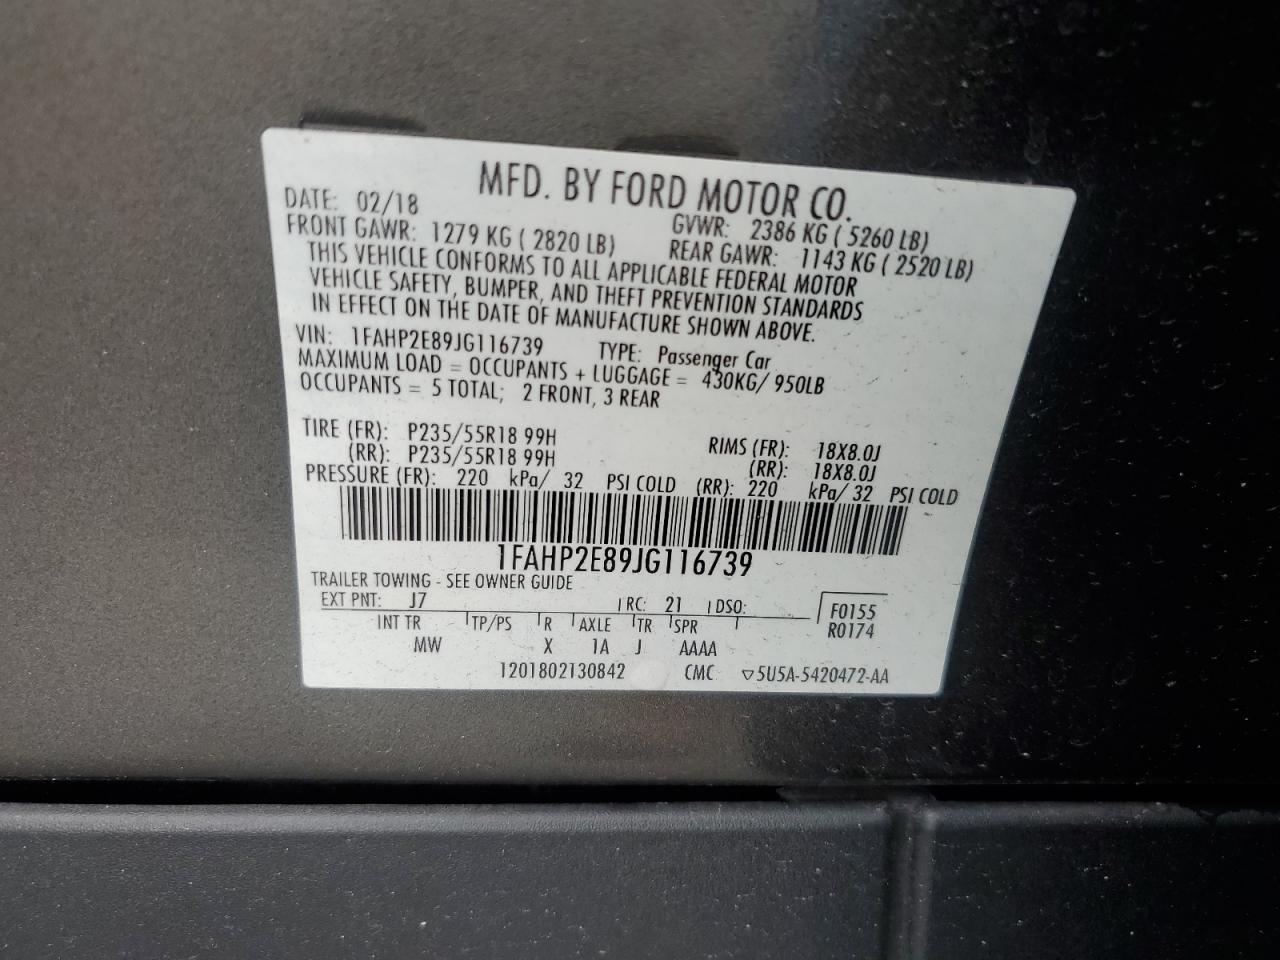 MFD. BY FORD MOTOR CO.
DATE: 02/18 GVWR: 2386 KG ( 5260 LB)
FRONT GAWR: 1279 KG ( 2820 LB) REAR GAWR: 1143 KG ( 2520 LB)
THIS VEHICLE CONFORMS TO ALL APPLICABLE FEDERAL MOTOR
VEHICLE SAFETY, BUMPER, AND THEFT PREVENTION STANDARDS
IN EFFECT ON THE DATE OF MANUFACTURE SHOWN ABOVE.
VIN: 1FAHP2E89JG116739 TYPE: Passenger Car
MAXIMUM LOAD = OCCUPANTS + LUGGAGE = 430KG/ 950LB
OCCUPANTS = 5 TOTAL; 2 FRONT, 3 REAR
TIRE (FR): P235/55R18 99H RIMS (FR): 18X8.0J
(RR): P235/55R18 99H (RR): 18X8.0J
PRESSURE (FR): 220 kPa/ 32 PSI COLD (RR): 220 kPa/ 32 PSI COLD
1FAHP2E89JG116739
TRAILER TOWING - SEE OWNER GUIDE
EXT PNT: J7 RC: 21 DSO: F0155
INT TR TP/PS R AXLE TR SPR R0174
MW X 1A J AAAA
1201802130842 CMC ▽5U5A-5420472-AA